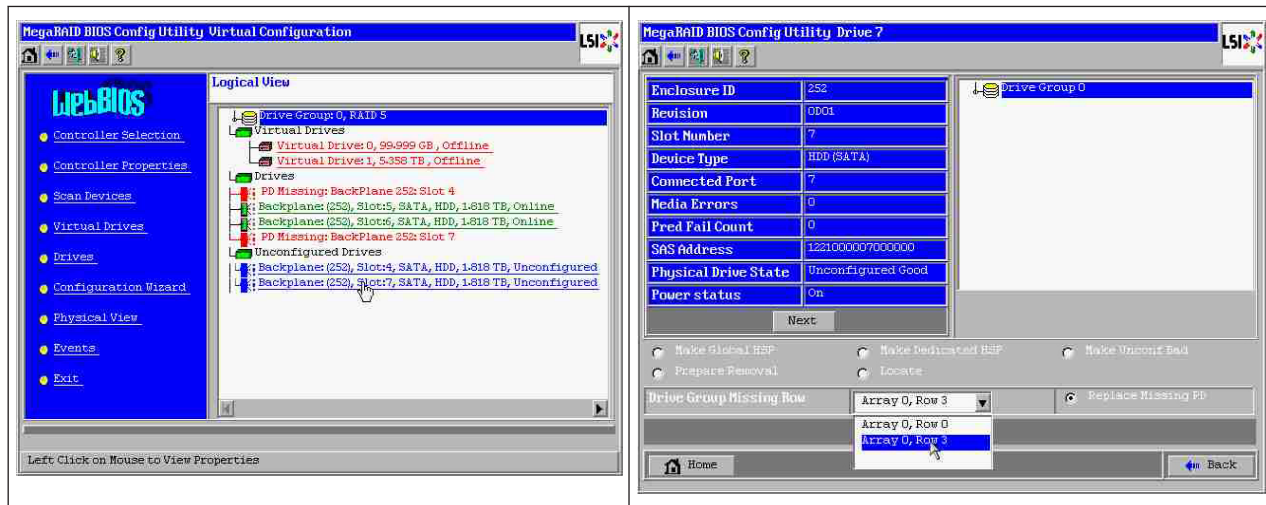 MegaRAID BIOS Config Utility Virtual Configuration
LSI
WebBIOS
Controller Selection
Controller Properties
Scan Devices
Virtual Drives
Drives
Configuration Wizard
Physical View
Events
Exit
Logical View
Drive Group: 0, RAID 5
Virtual Drives
Virtual Drive: 0, 99.999 GB, Offline
Virtual Drive: 1, 5.358 TB, Offline
Drives
PD Missing: BackPlane 252: Slot 4
Backplane: (252), Slot:5, SATA, HDD, 1.818 TB, Online
Backplane: (252), Slot:6, SATA, HDD, 1.818 TB, Online
PD Missing: BackPlane 252: Slot 7
Unconfigured Drives
Backplane: (252), Slot:4, SATA, HDD, 1.818 TB, Unconfigured
Backplane: (252), Slot:7, SATA, HDD, 1.818 TB, Unconfigured
Left Click on Mouse to View Properties
MegaRAID BIOS Config Utility Drive 7
LSI
Enclosure ID 252
Revision 0D01
Slot Number 7
Device Type HDD (SATA)
Connected Port 7
Media Errors 0
Pred Fail Count 0
SAS Address 1221000007000000
Physical Drive State Unconfigured Good
Power status On
Next
Drive Group 0
Make Global HSP Make Dedicated HSP Make Unconf Bad
Prepare Removal Locate
Drive Group Missing Row Array 0, Row 3 Replace Missing PD
Array 0, Row 0
Array 0, Row 3
Home Back